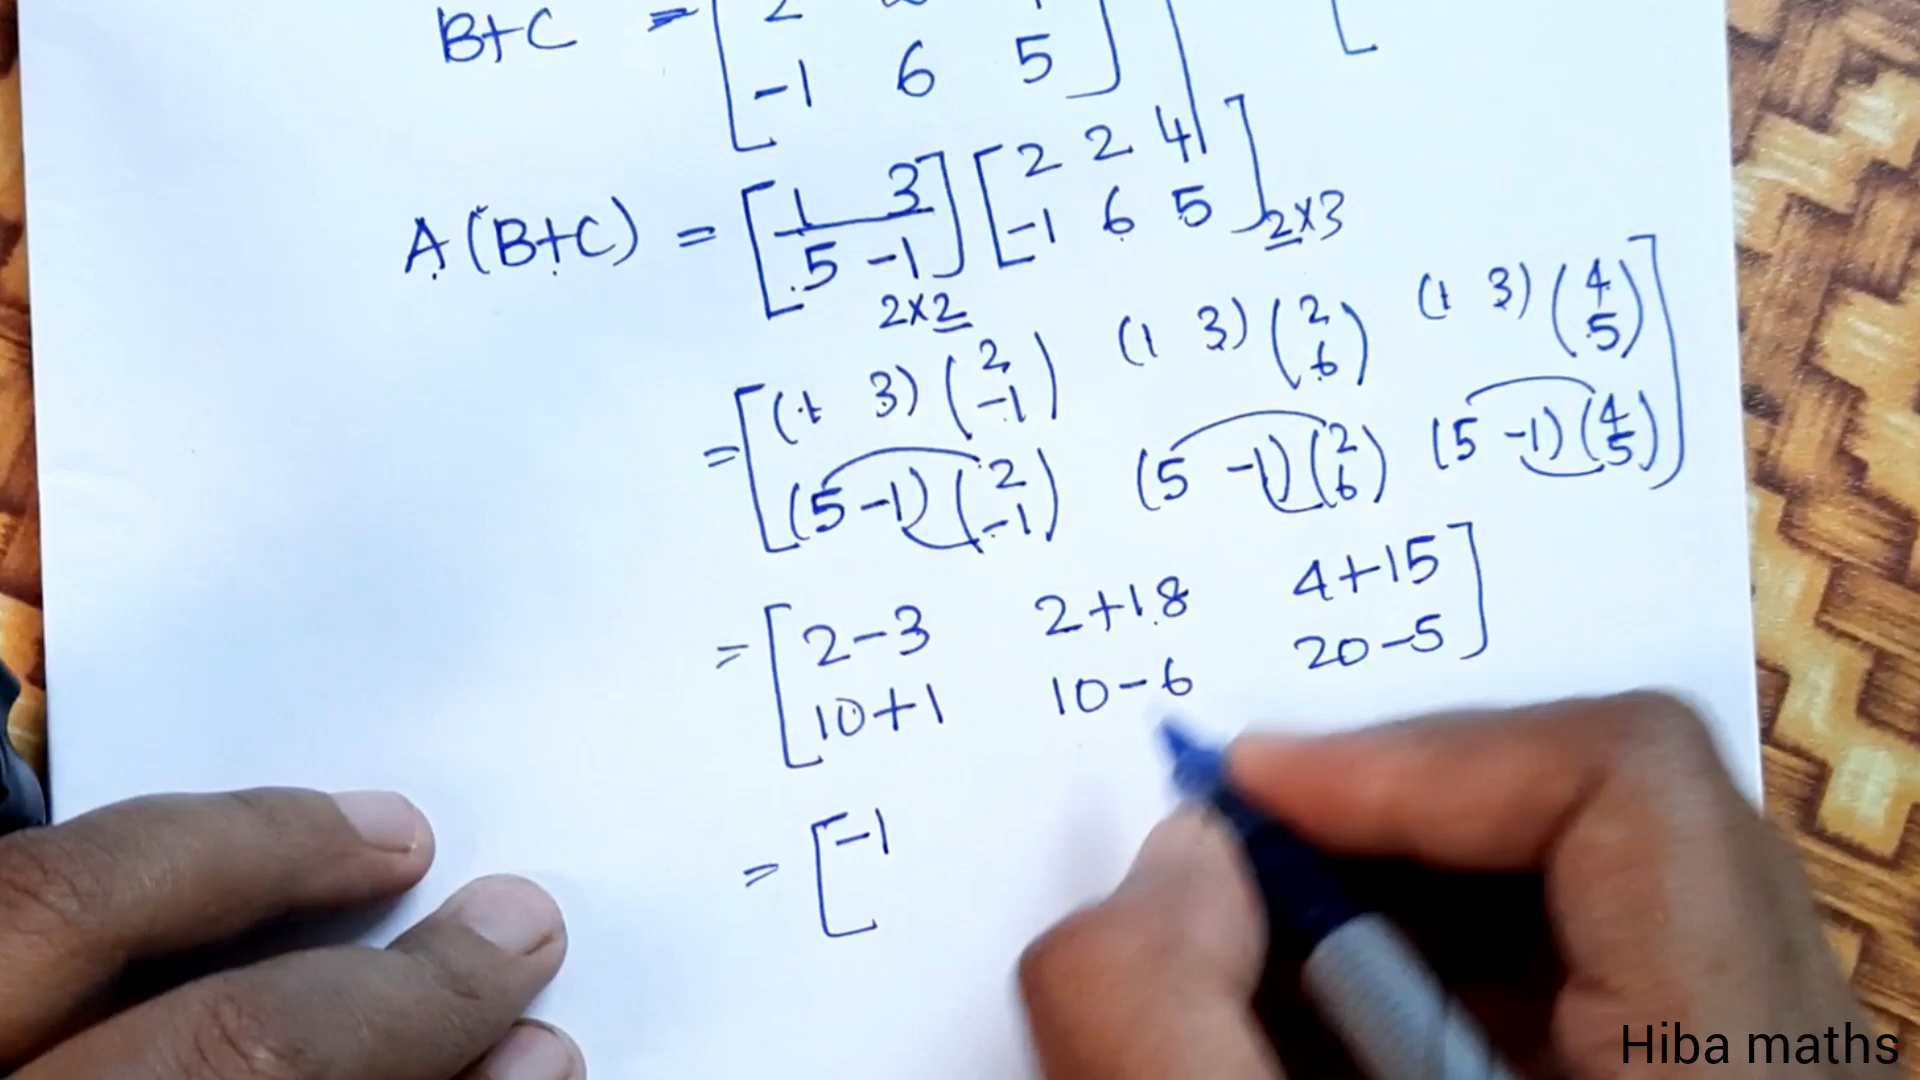 B+C = [ 2
-1 6 5 ]
A(B+C) = [ 1 3 ] [ 2 2 4 ]
5 -1 -1 6 5 2×3
2×2
= [ (1 3) (2 -1) (1 3) (2 6) (1 3) (4 5)
(5 -1) (2 -1) (5 -1) (2 6) (5 -1) (4 5) ]
= [ 2-3 2+18 4+15
10+1 10-6 20-5 ]
= [ -1
Hiba maths